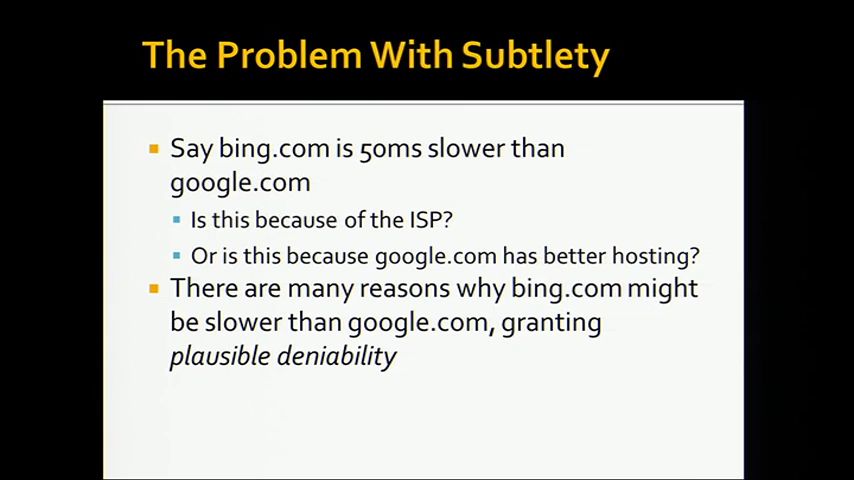 The Problem With Subtlety
Say bing.com is 50ms slower than
google.com
Is this because of the ISP?
Or is this because google.com has better hosting?
There are many reasons why bing.com might
be slower than google.com, granting
plausible deniability